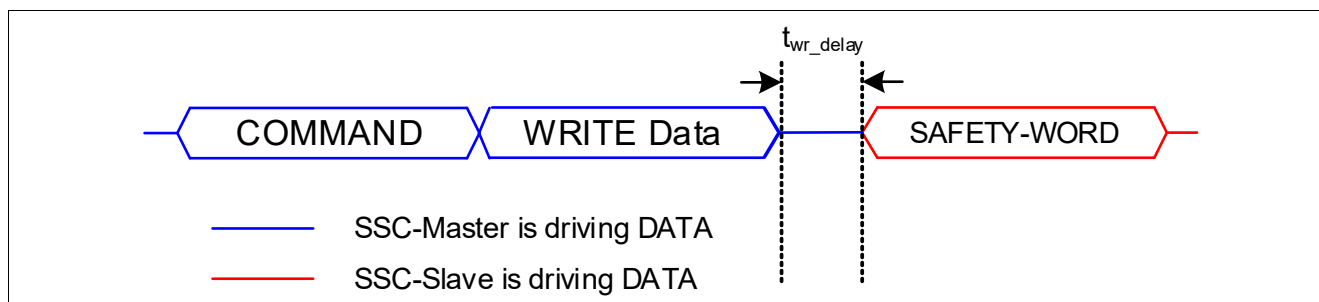 t_wr_delay
COMMAND WRITE Data SAFETY-WORD
SSC-Master is driving DATA
SSC-Slave is driving DATA